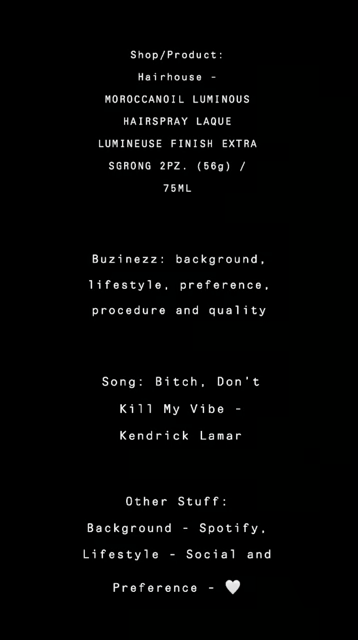 Shop/Product:
Hairhouse -
MOROCCANOIL LUMINOUS
HAIRSPRAY LAQUE
LUMINEUSE FINISH EXTRA
SGRONG 2PZ. (56g) /
75ML
Buzinezz: background,
lifestyle, preference,
procedure and quality
Song: Bitch, Don't
Kill My Vibe -
Kendrick Lamar
Other Stuff:
Background - Spotify,
Lifestyle - Social and
Preference - 🤍